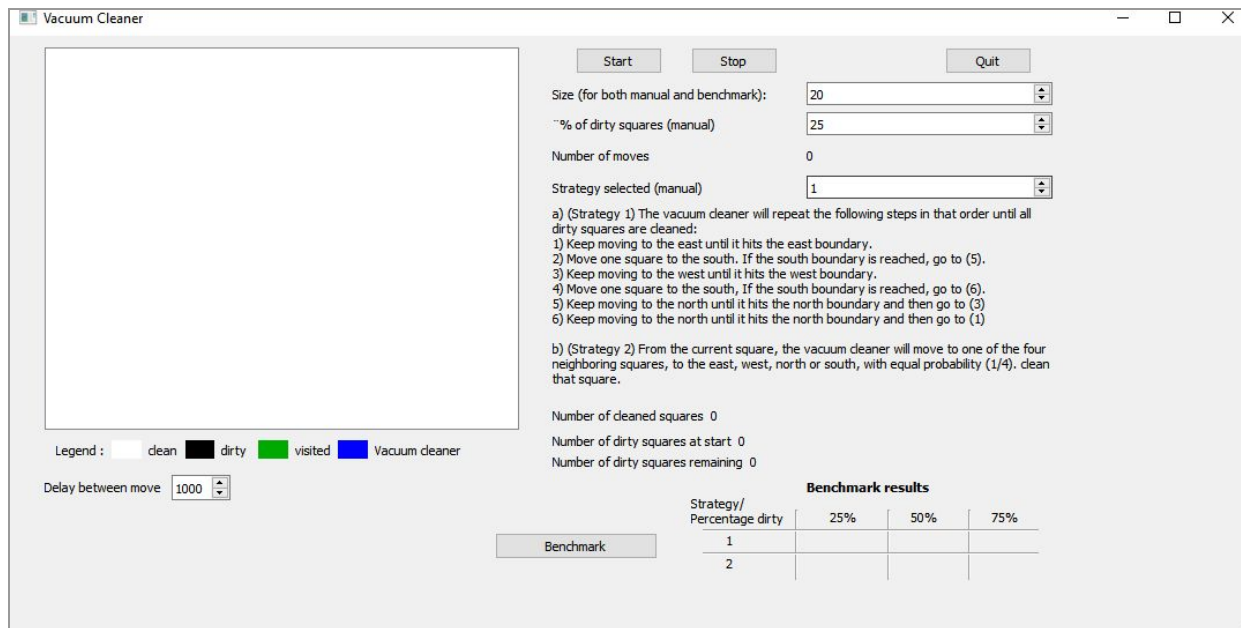 Vacuum Cleaner
Start Stop Quit
Size (for both manual and benchmark): 20
¨% of dirty squares (manual) 25
Number of moves 0
Strategy selected (manual) 1
a) (Strategy 1) The vacuum cleaner will repeat the following steps in that order until all
dirty squares are cleaned:
1) Keep moving to the east until it hits the east boundary.
2) Move one square to the south. If the south boundary is reached, go to (5).
3) Keep moving to the west until it hits the west boundary.
4) Move one square to the south, If the south boundary is reached, go to (6).
5) Keep moving to the north until it hits the north boundary and then go to (3)
6) Keep moving to the north until it hits the north boundary and then go to (1)
b) (Strategy 2) From the current square, the vacuum cleaner will move to one of the four
neighboring squares, to the east, west, north or south, with equal probability (1/4). clean
that square.
Number of cleaned squares 0
Number of dirty squares at start 0
Number of dirty squares remaining 0
Legend : clean dirty visited Vacuum cleaner
Delay between move 1000
Benchmark results
Strategy/
Percentage dirty 25% 50% 75%
1
2
Benchmark